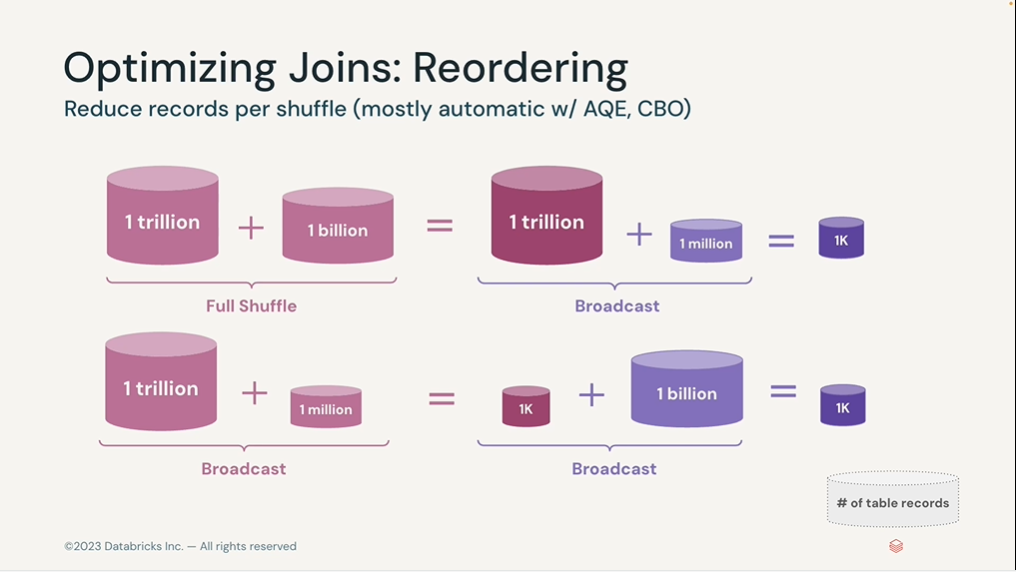 Optimizing Joins: Reordering
Reduce records per shuffle (mostly automatic w/ AQE, CBO)
1 trillion + 1 billion = 1 trillion + 1 million = 1K
Full Shuffle
Broadcast
1 trillion + 1 million = 1K + 1 billion = 1K
Broadcast
Broadcast
# of table records
©2023 Databricks Inc. — All rights reserved